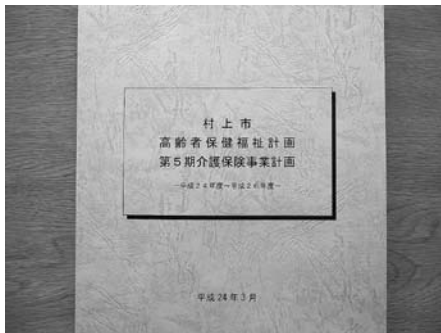 村上市
高齢者保健福祉計画
第5期介護保険事業計画
－平成24年度～平成26年度－
平成24年3月